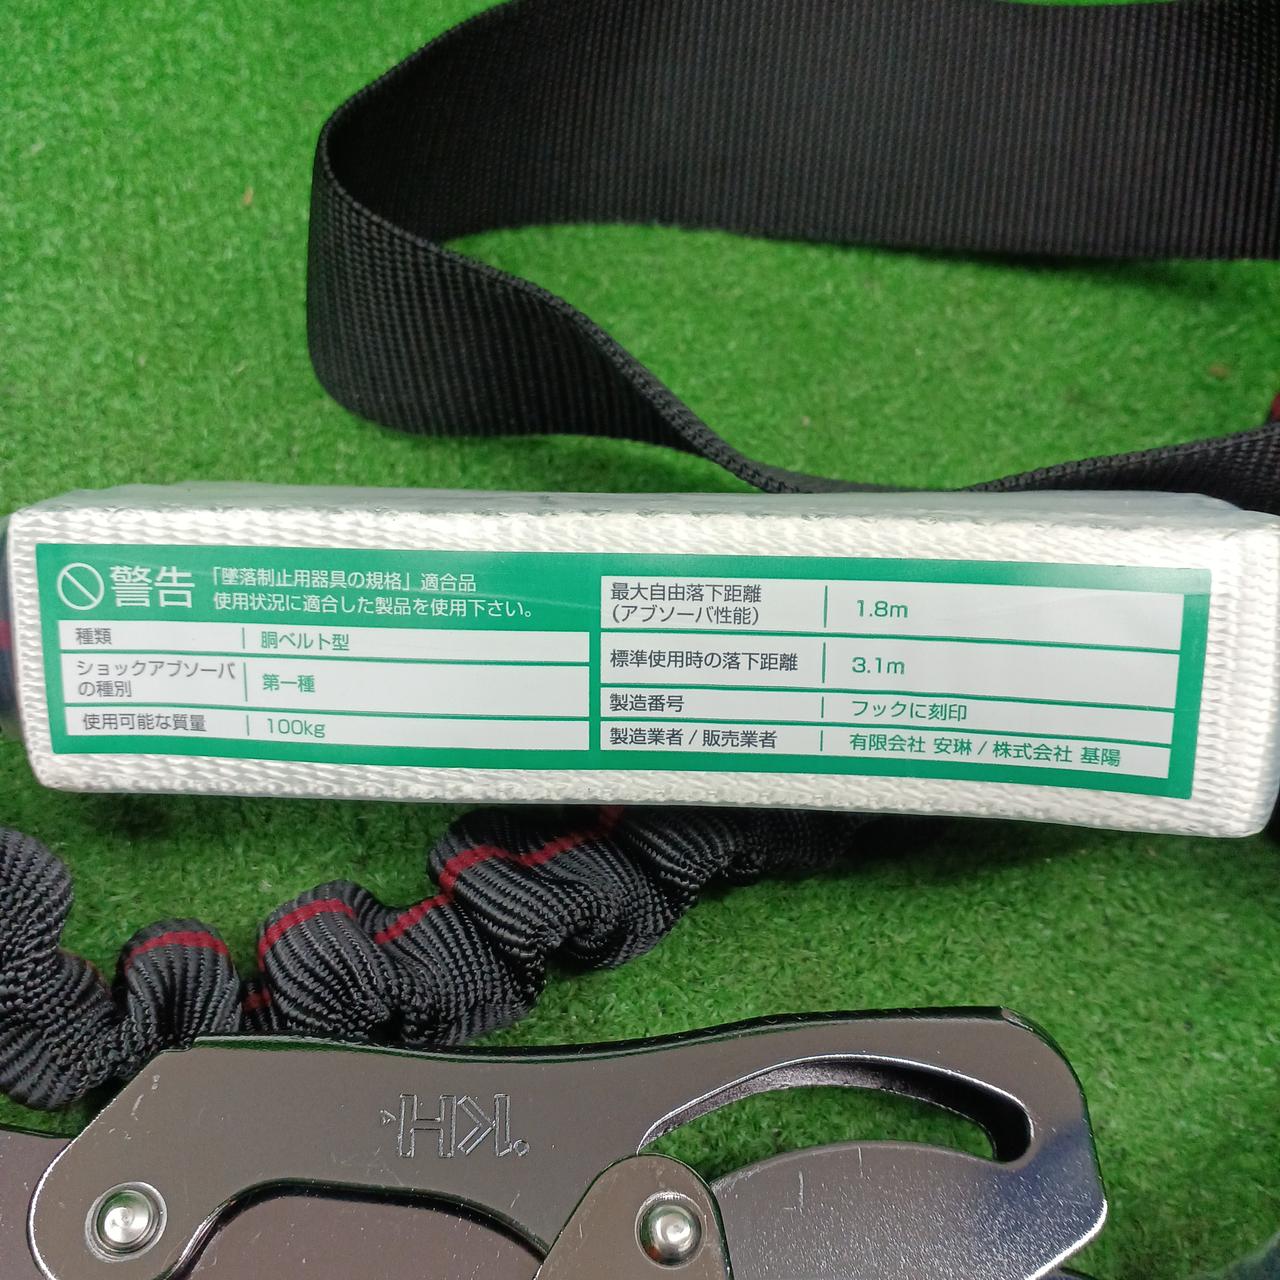 警告
「墜落制止用器具の規格」適合品
使用状況に適合した製品を使用下さい。
種類 胴ベルト型
ショックアブソーバ
の種別 第一種
使用可能な質量 100kg
最大自由落下距離
(アブソーバ性能) 1.8m
標準使用時の落下距離 3.1m
製造番号 フックに刻印
製造業者 / 販売業者 有限会社 安琳 / 株式会社 基陽
KH